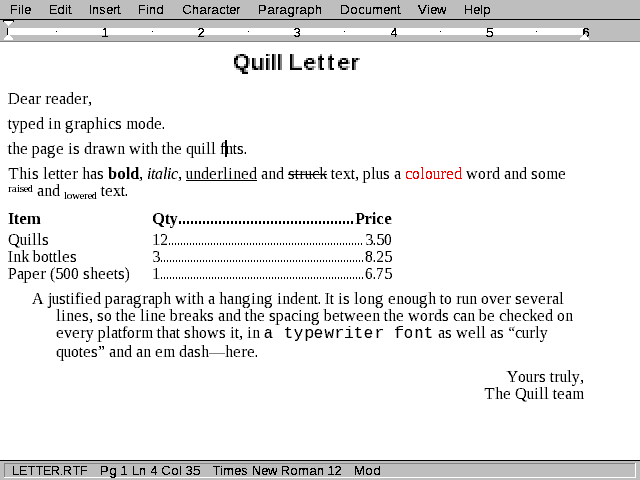 File Edit Insert Find Character Paragraph Document View Help
1 2 3 4 5 6
Quill Letter
Dear reader,
typed in graphics mode.
the page is drawn with the quill fnts.
This letter has bold, italic, underlined and struck text, plus a coloured word and some
raised and lowered text.
Item Qty............................................Price
Quills 12.................................................................3.50
Ink bottles 3....................................................................8.25
Paper (500 sheets) 1....................................................................6.75
A justified paragraph with a hanging indent. It is long enough to run over several
lines, so the line breaks and the spacing between the words can be checked on
every platform that shows it, in a typewriter font as well as “curly
quotes” and an em dash—here.
Yours truly,
The Quill team
LETTER.RTF Pg 1 Ln 4 Col 35 Times New Roman 12 Mod